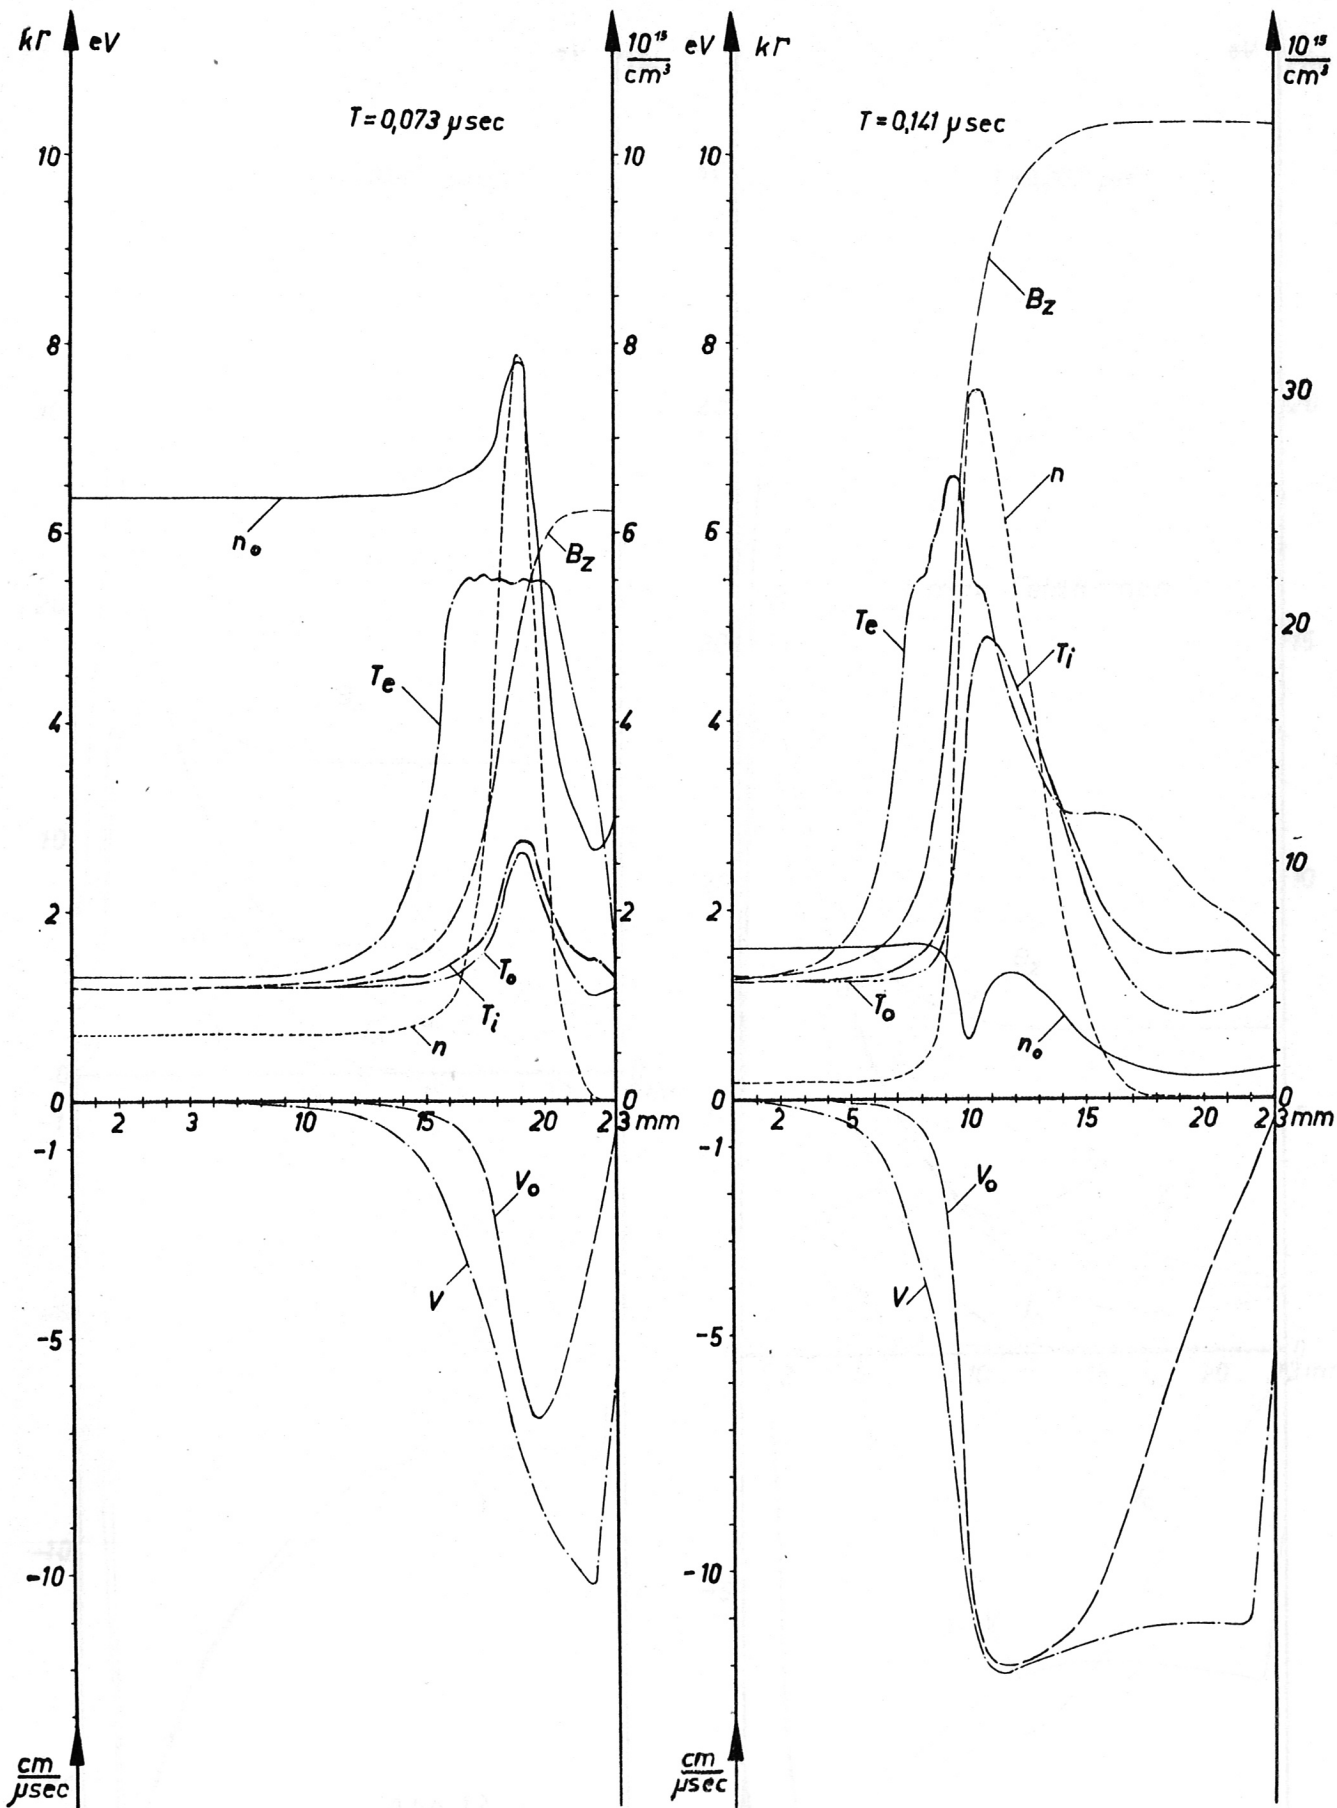 kΓ eV
10¹⁵
cm³
T=0,073 μsec
10
10
8
8
n₀
6
6
B_z
T_e
4
4
2
2
T₀
T_i
n
0
2 3 10 15 20 23 mm
0
-1
V₀
V
-5
-10
cm
μsec
eV kΓ
10¹⁵
cm³
T=0,141 μsec
10
B_z
8
30
n
6
T_e
20
T_i
4
10
2
T₀
n₀
0
2 5 10 15 20 23 mm
0
-1
V₀
V
-5
-10
cm
μsec